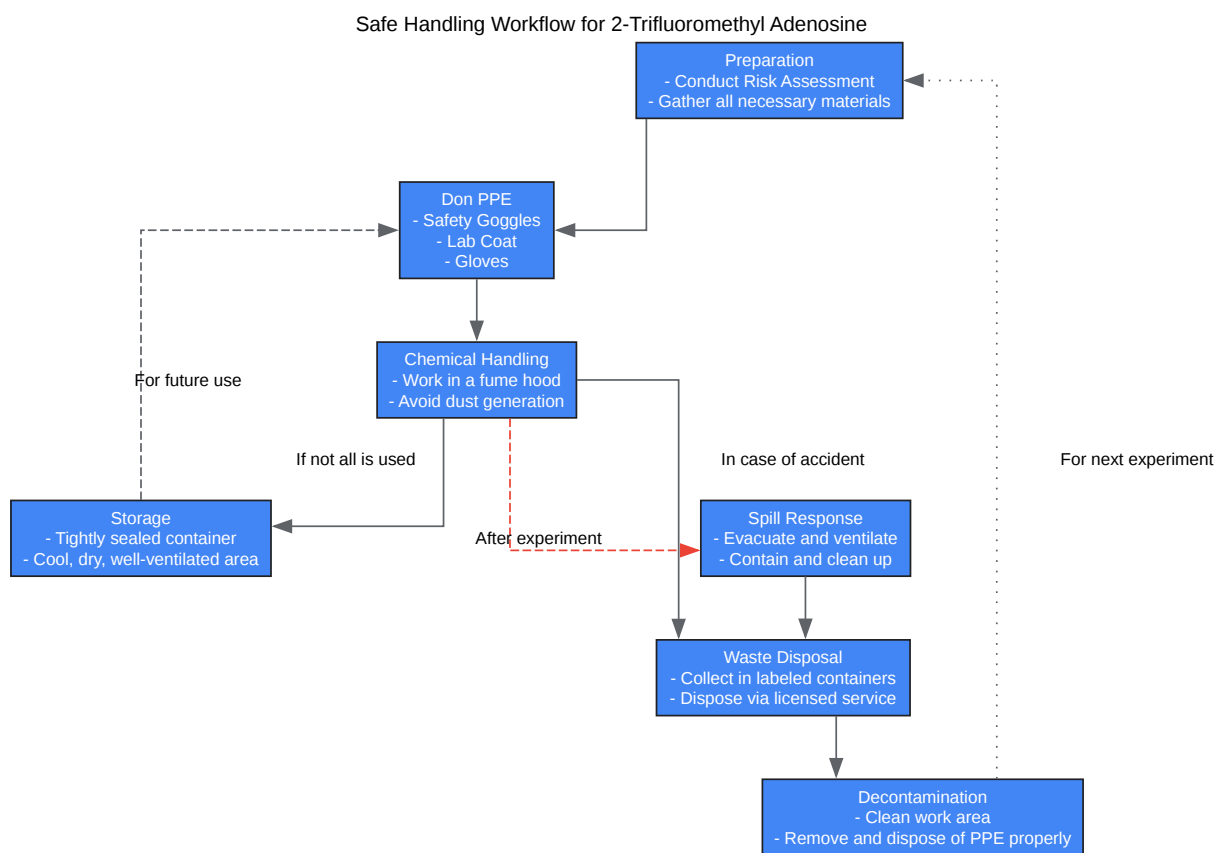 Safe Handling Workflow for 2-Trifluromethyl Adenosine
Preparation
- Conduct Risk Assessment
- Gather all necessary materials
Don PPE
- Safety Goggles
- Lab Coat
- Gloves
Chemical Handling
- Work in a fume hood
- Avoid dust generation
For future use
If not all is used
In case of accident
For next experiment
Storage
- Tightly sealed container
- Cool, dry, well-ventilated area
After experiment
Spill Response
- Evacuate and ventilate
- Contain and clean up
Waste Disposal
- Collect in labeled containers
- Dispose via licensed service
Decontamination
- Clean work area
- Remove and dispose of PPE properly